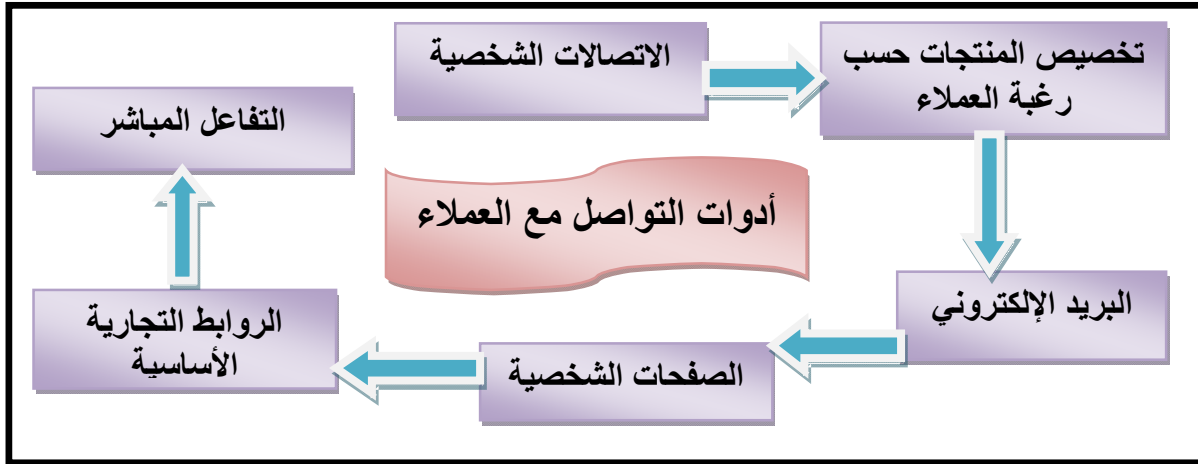 أدوات التواصل مع العملاء
الاتصالات الشخصية
تخصيص المنتجات حسب
رغبة العملاء
البريد الإلكتروني
الصفحات الشخصية
الروابط التجارية
الأساسية
التفاعل المباشر